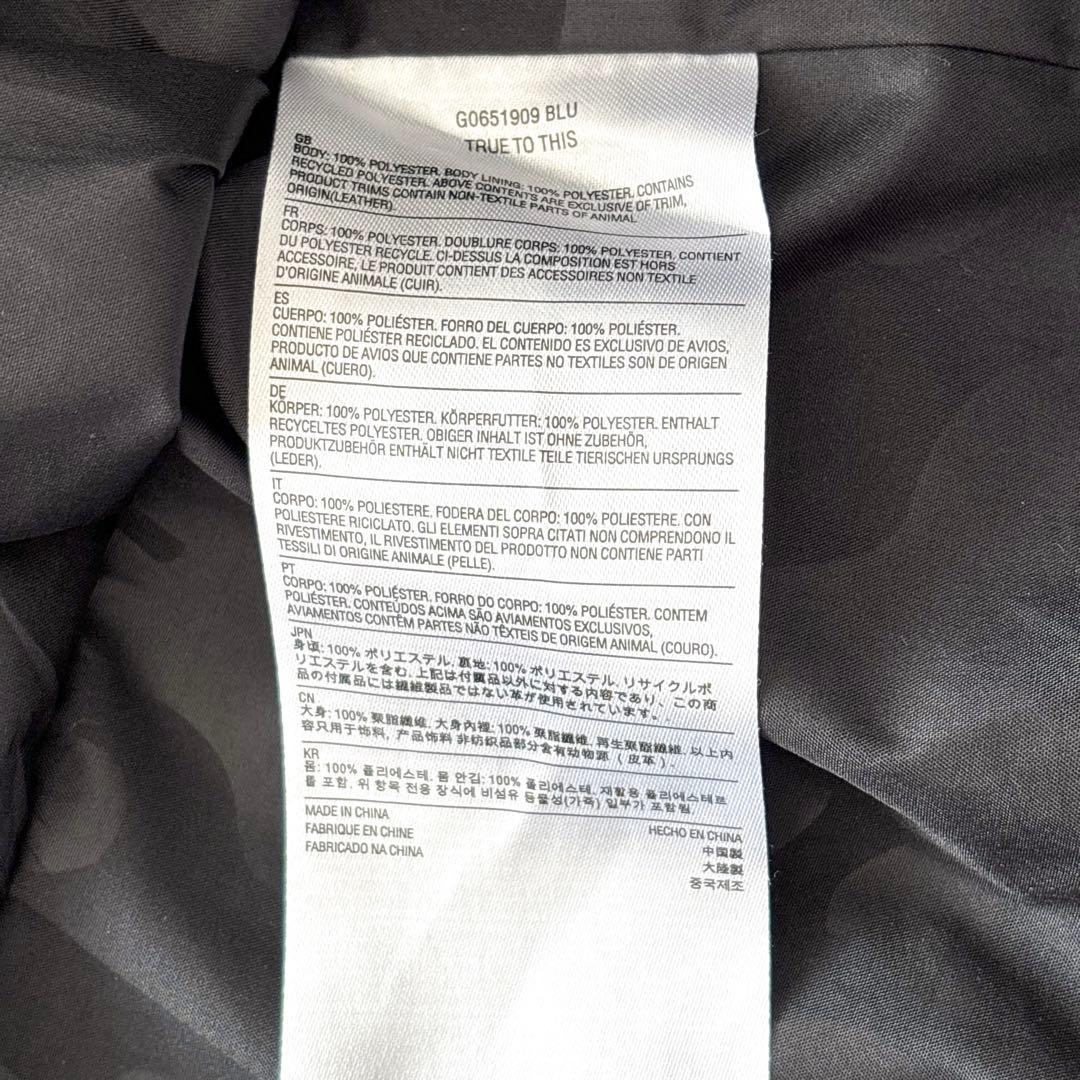 G0651909 BLU
TRUE TO THIS
GB
BODY: 100% POLYESTER. BODY LINING: 100% POLYESTER. CONTAINS
RECYCLED POLYESTER. ABOVE CONTENTS ARE EXCLUSIVE OF TRIM,
PRODUCT TRIMS CONTAIN NON-TEXTILE PARTS OF ANIMAL
ORIGIN(LEATHER).
FR
CORPS: 100% POLYESTER. DOUBLURE CORPS: 100% POLYESTER. CONTIENT
DU POLYESTER RECYCLE. CI-DESSUS LA COMPOSITION EST HORS
ACCESSOIRE, LE PRODUIT CONTIENT DES ACCESSOIRES NON TEXTILE
D'ORIGINE ANIMALE (CUIR).
ES
CUERPO: 100% POLIÉSTER. FORRO DEL CUERPO: 100% POLIÉSTER.
CONTIENE POLIÉSTER RECICLADO. EL CONTENIDO ES EXCLUSIVO DE AVIOS,
PRODUCTO DE AVIOS QUE CONTIENE PARTES NO TEXTILES SON DE ORIGEN
ANIMAL (CUERO).
DE
KÖRPER: 100% POLYESTER. KÖRPERFUTTER: 100% POLYESTER. ENTHALT
RECYCELTES POLYESTER. OBIGER INHALT IST OHNE ZUBEHÖR,
PRODUKTZUBEHÖR ENTHÄLT NICHT TEXTILE TEILE TIERISCHEN URSPRUNGS
(LEDER).
IT
CORPO: 100% POLIESTERE. FODERA DEL CORPO: 100% POLIESTERE. CON
POLIESTERE RICICLATO. GLI ELEMENTI SOPRA CITATI NON COMPRENDONO IL
RIVESTIMENTO, IL RIVESTIMENTO DEL PRODOTTO NON CONTIENE PARTI
TESSILI DI ORIGINE ANIMALE (PELLE).
PT
CORPO: 100% POLIÉSTER. FORRO DO CORPO: 100% POLIÉSTER. CONTEM
POLIÉSTER. CONTEÚDOS ACIMA SÃO AVIAMENTOS EXCLUSIVOS,
AVIAMENTOS CONTÊM PARTES NÃO TÊXTEIS DE ORIGEM ANIMAL (COURO).
JPN
身頃: 100% ポリエステル. 裏地: 100% ポリエステル. リサイクルポ
リエステルを含む. 上記は付属品以外に対する内容であり、この商
品の付属品には繊維製品ではない革が使用されています。.
CN
大身: 100% 聚脂纖维. 大身內裡: 100% 聚脂纖维. 再生聚脂纖维. 以上内
容只用于饰料, 产品饰料 非纺织品部分含有动物源 ( 皮革 ).
KR
몸: 100% 폴리에스테. 몸 안김: 100% 폴리에스테. 재활용 폴리에스테르
를 포함. 위 항목 전용 장식에 비섬유 동물성(가죽) 일부가 포함됨.
MADE IN CHINA
FABRIQUE EN CHINE
FABRICADO NA CHINA
HECHO EN CHINA
中国製
大陸製
중국제조